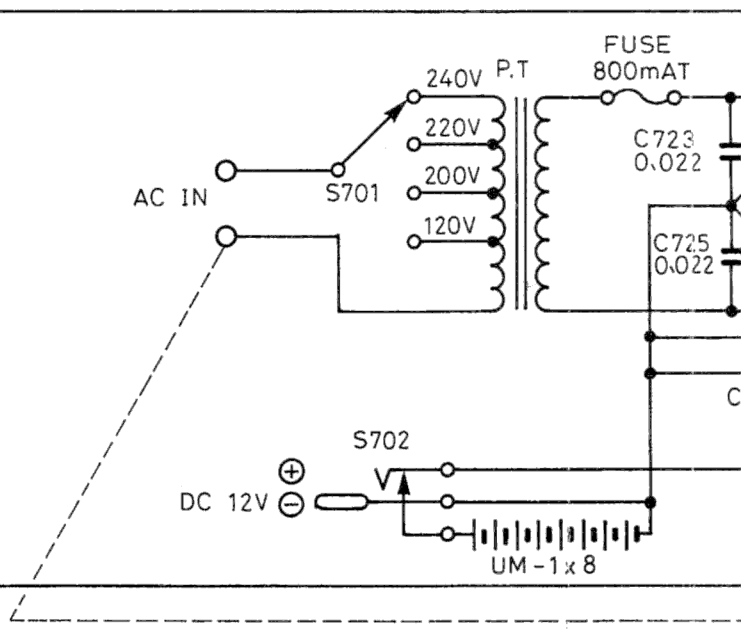 FUSE
800mAT
P.T
240V
220V
200V
120V
AC IN
S701
C723
0.022
C725
0.022
C
S702
DC 12V
UM-1x8